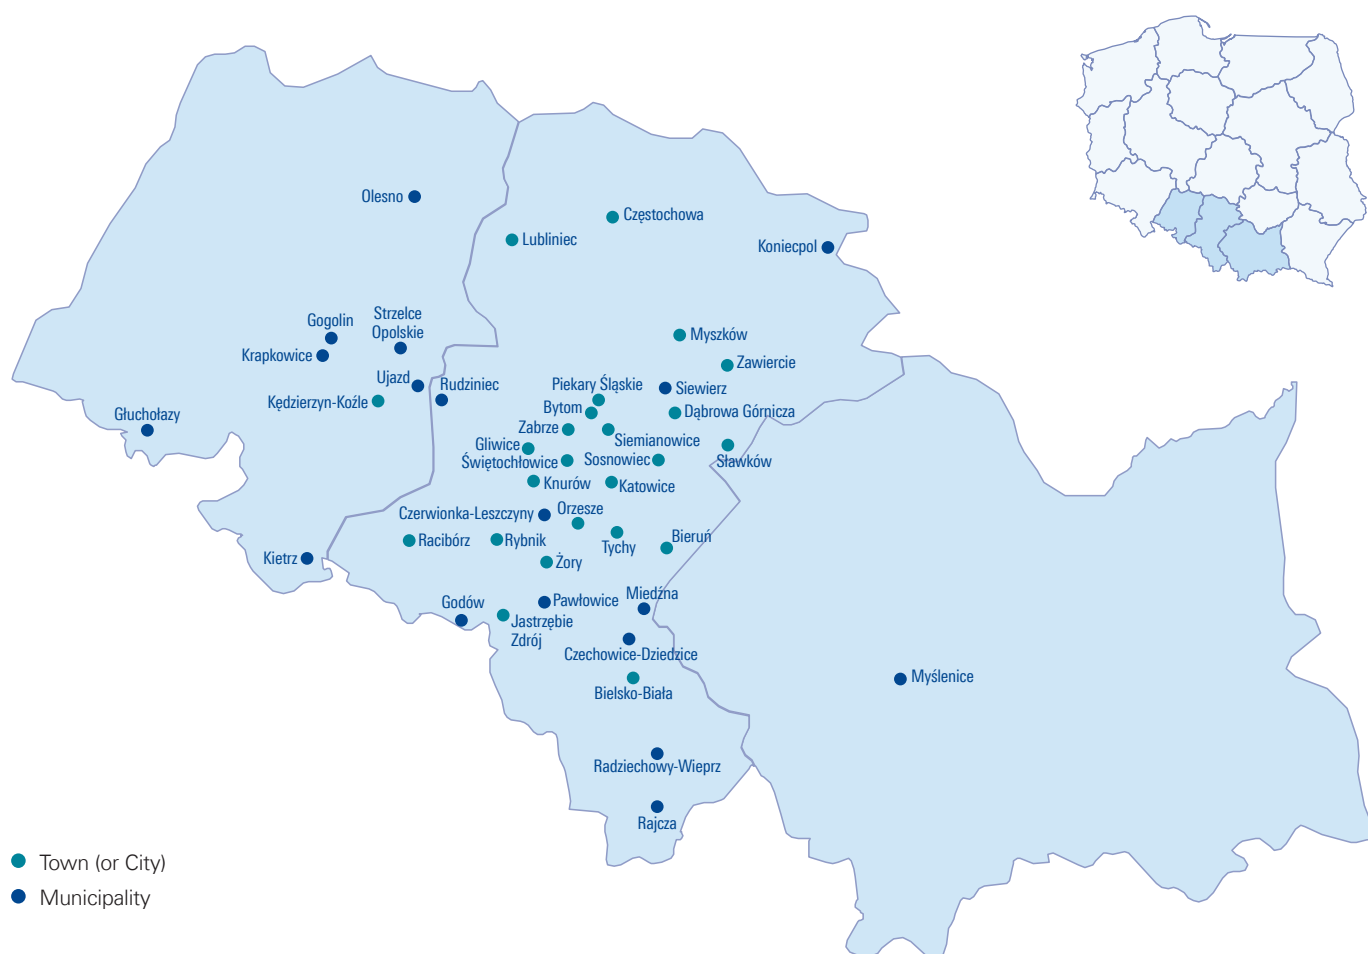 Olesno
Częstochowa
Lubliniec
Koniecpol
Gogolin
Strzelce
Opolskie
Krapkowice
Myszków
Zawiercie
Ujazd
Rudziniec
Piekary Śląskie
Siewierz
Kędzierzyn-Koźle
Bytom
Dąbrowa Górnicza
Głuchołazy
Zabrze
Siemianowice
Gliwice
Świętochłowice
Sosnowiec
Sławków
Knurów
Katowice
Czerwionka-Leszczyny
Orzesze
Racibórz
Rybnik
Tychy
Bieruń
Kietrz
Żory
Godów
Pawłowice
Miedźna
Jastrzębie
Zdrój
Czechowice-Dziedzice
Myślenice
Bielsko-Biała
Radziechowy-Wieprz
Rajcza
Town (or City)
Municipality